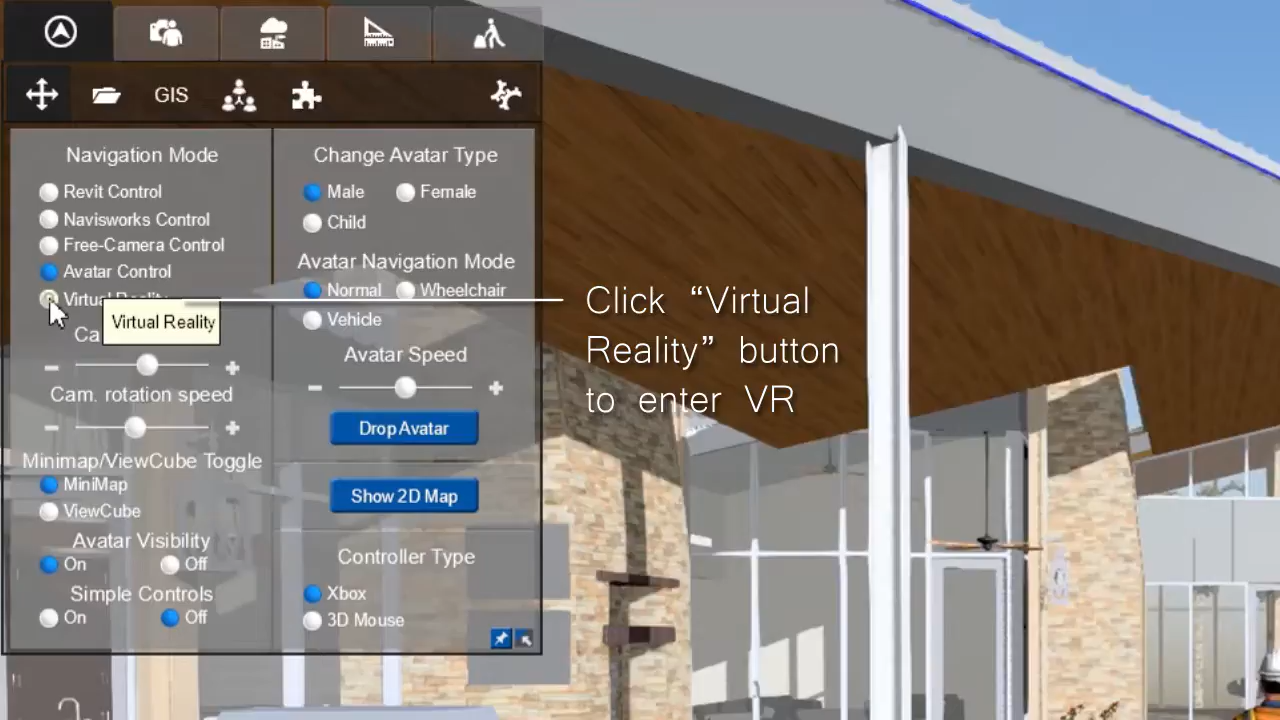 GIS
Navigation Mode
Revit Control
Navisworks Control
Free-Camera Control
Avatar Control
Virtual Reality
Virtual Reality
Ca
Cam. rotation speed
Minimap/ViewCube Toggle
MiniMap
ViewCube
Avatar Visibility
On Off
Simple Controls
On Off
Change Avatar Type
Male Female
Child
Avatar Navigation Mode
Normal Wheelchair
Vehicle
Avatar Speed
Drop Avatar
Show 2D Map
Controller Type
Xbox
3D Mouse
Click “Virtual
Reality” button
to enter VR